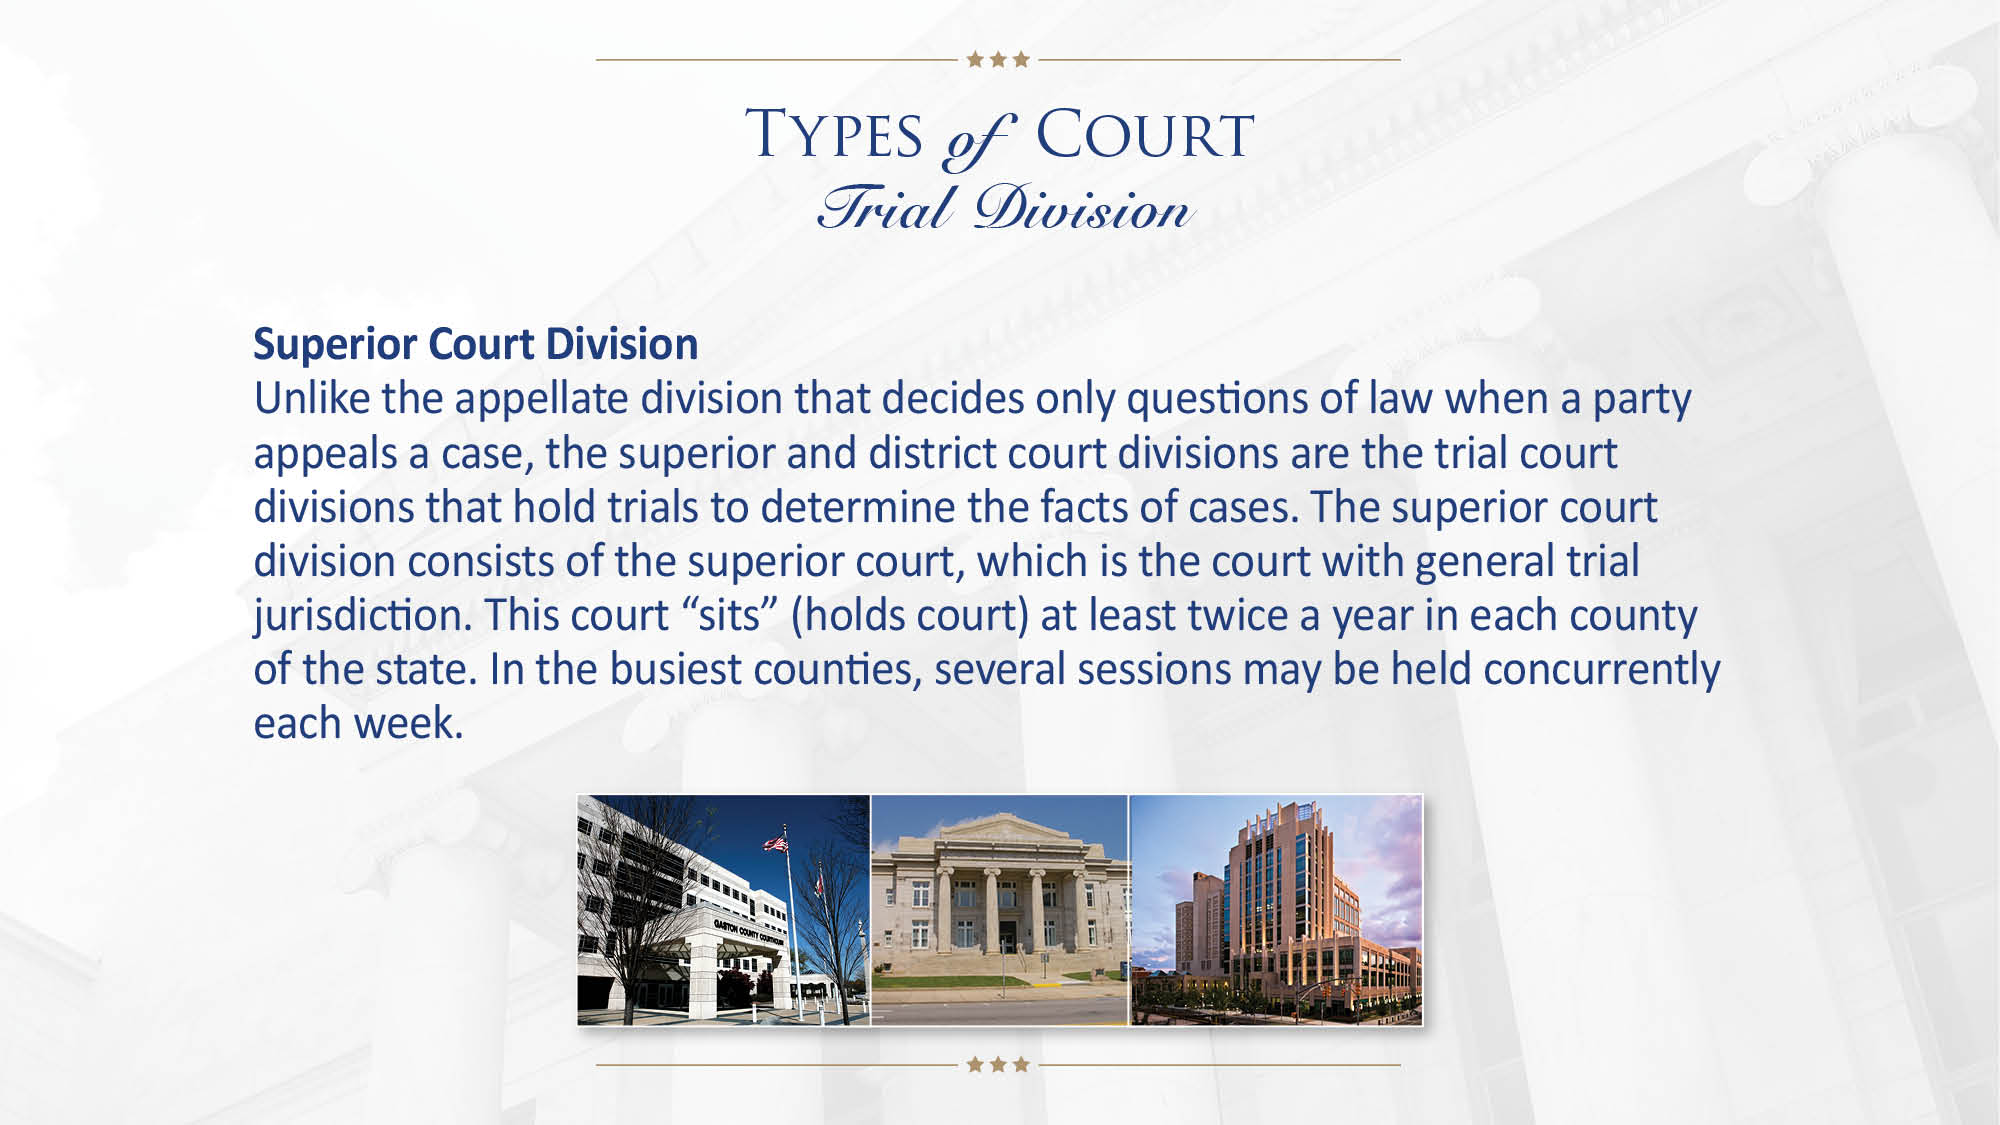 Types of Court
Trial Division
Superior Court Division
Unlike the appellate division that decides only questions of law when a party
appeals a case, the superior and district court divisions are the trial court
divisions that hold trials to determine the facts of cases. The superior court
division consists of the superior court, which is the court with general trial
jurisdiction. This court “sits” (holds court) at least twice a year in each county
of the state. In the busiest counties, several sessions may be held concurrently
each week.
GASTON COUNTY COURTHOUSE